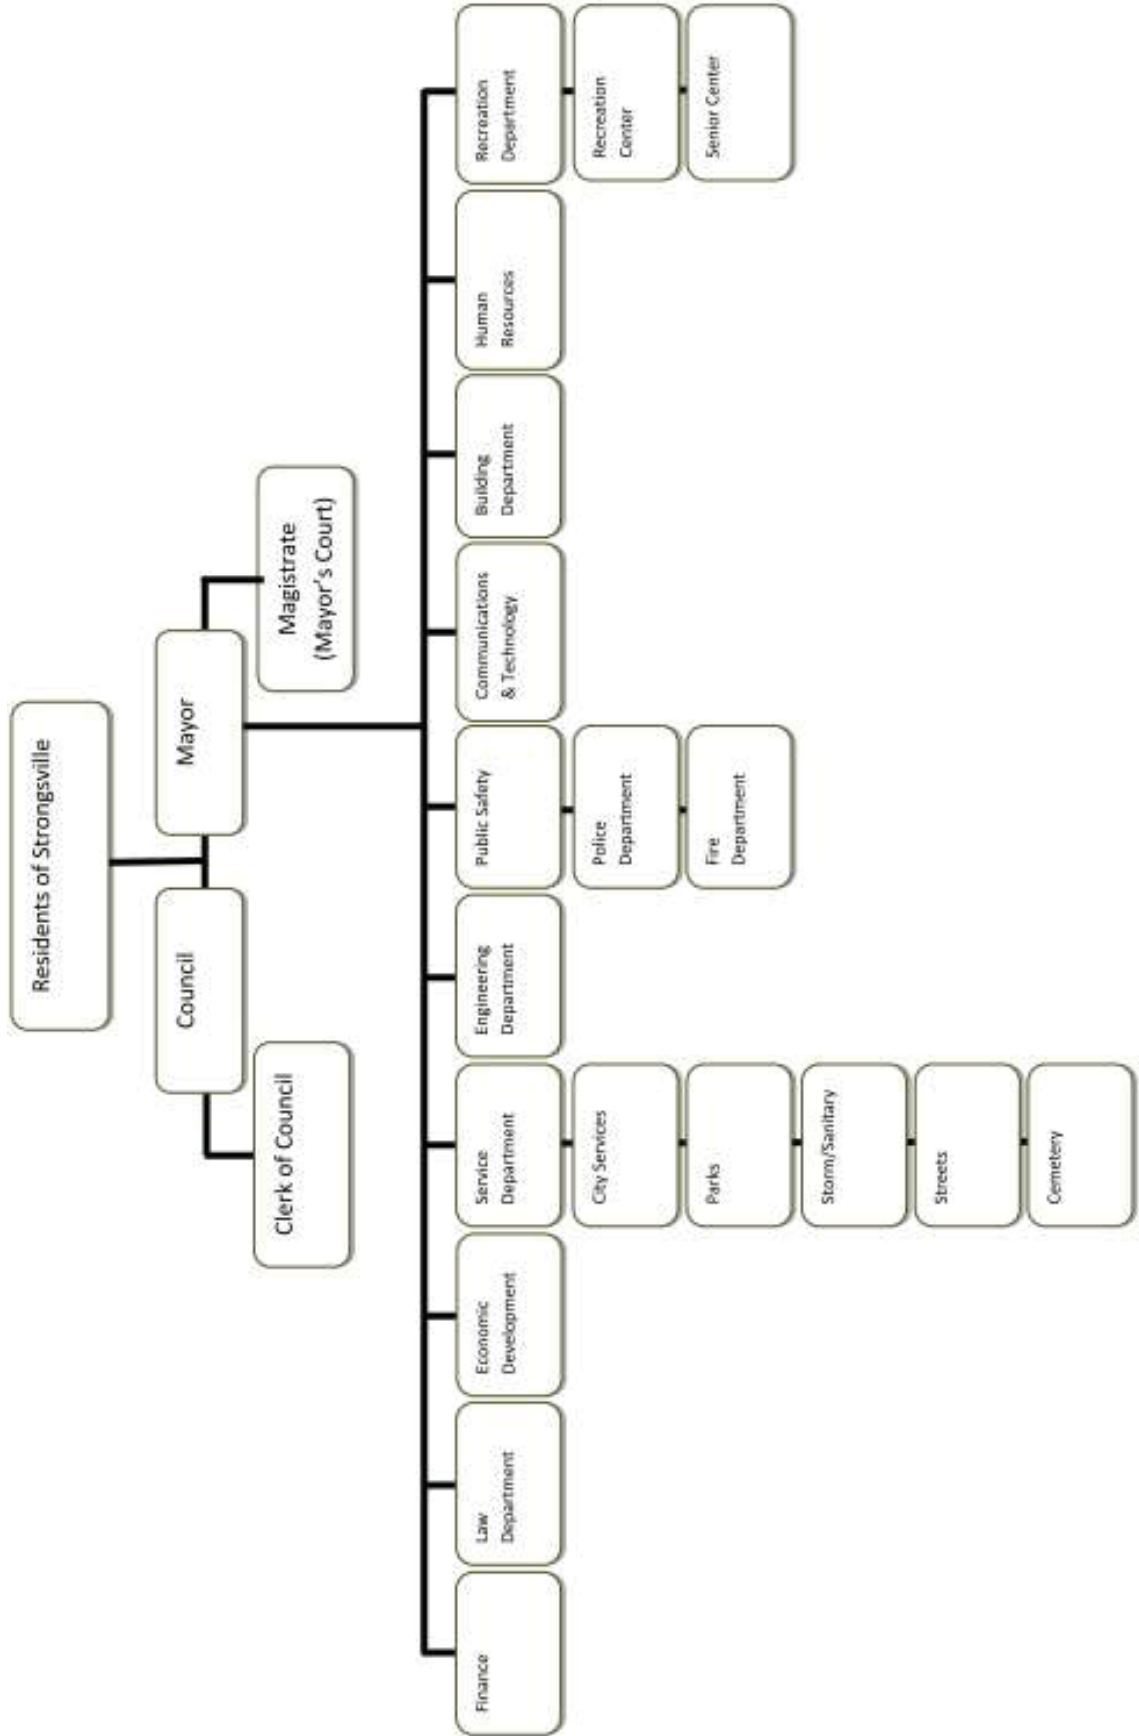 Residents of Strongsville
Council
Mayor
Clerk of Council
Magistrate
(Mayor's Court)
Finance
Law
Department
Economic
Development
Service
Department
Engineering
Department
Public Safety
Communications
& Technology
Building
Department
Human
Resources
Recreation
Department
City Services
Police
Department
Recreation
Center
Parks
Fire
Department
Senior Center
Storm/Sanitary
Streets
Cemetery